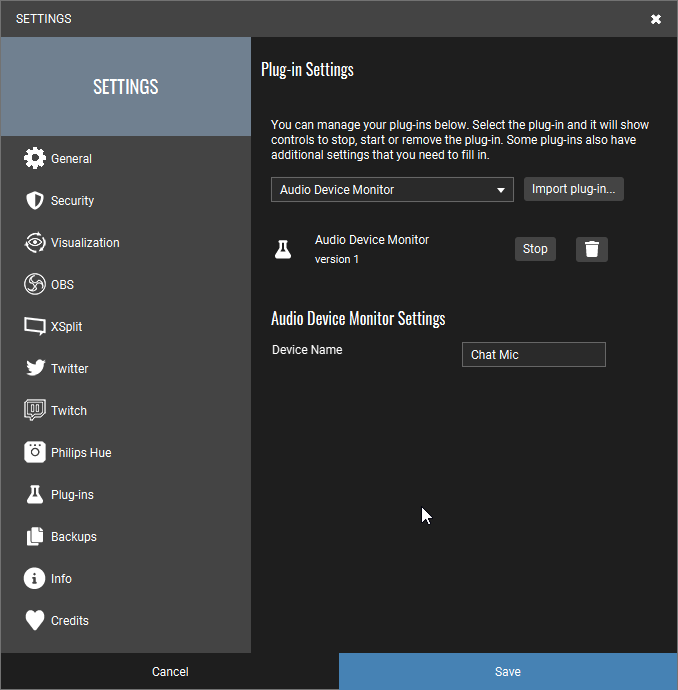 SETTINGS
SETTINGS
General
Security
Visualization
OBS
XSplit
Twitter
Twitch
Philips Hue
Plug-ins
Backups
Info
Credits
Plug-in Settings
You can manage your plug-ins below. Select the plug-in and it will show
controls to stop, start or remove the plug-in. Some plug-ins also have
additional settings that you need to fill in.
Audio Device Monitor
Import plug-in...
Audio Device Monitor
version 1
Stop
Audio Device Monitor Settings
Device Name
Chat Mic
Cancel
Save